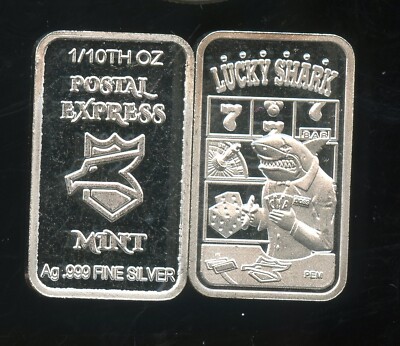 1/10TH OZ
POSTAL
EXPRESS
MINT
Ag .999 FINE SILVER
LUCKY SHARK
7 7
BAR
PEM